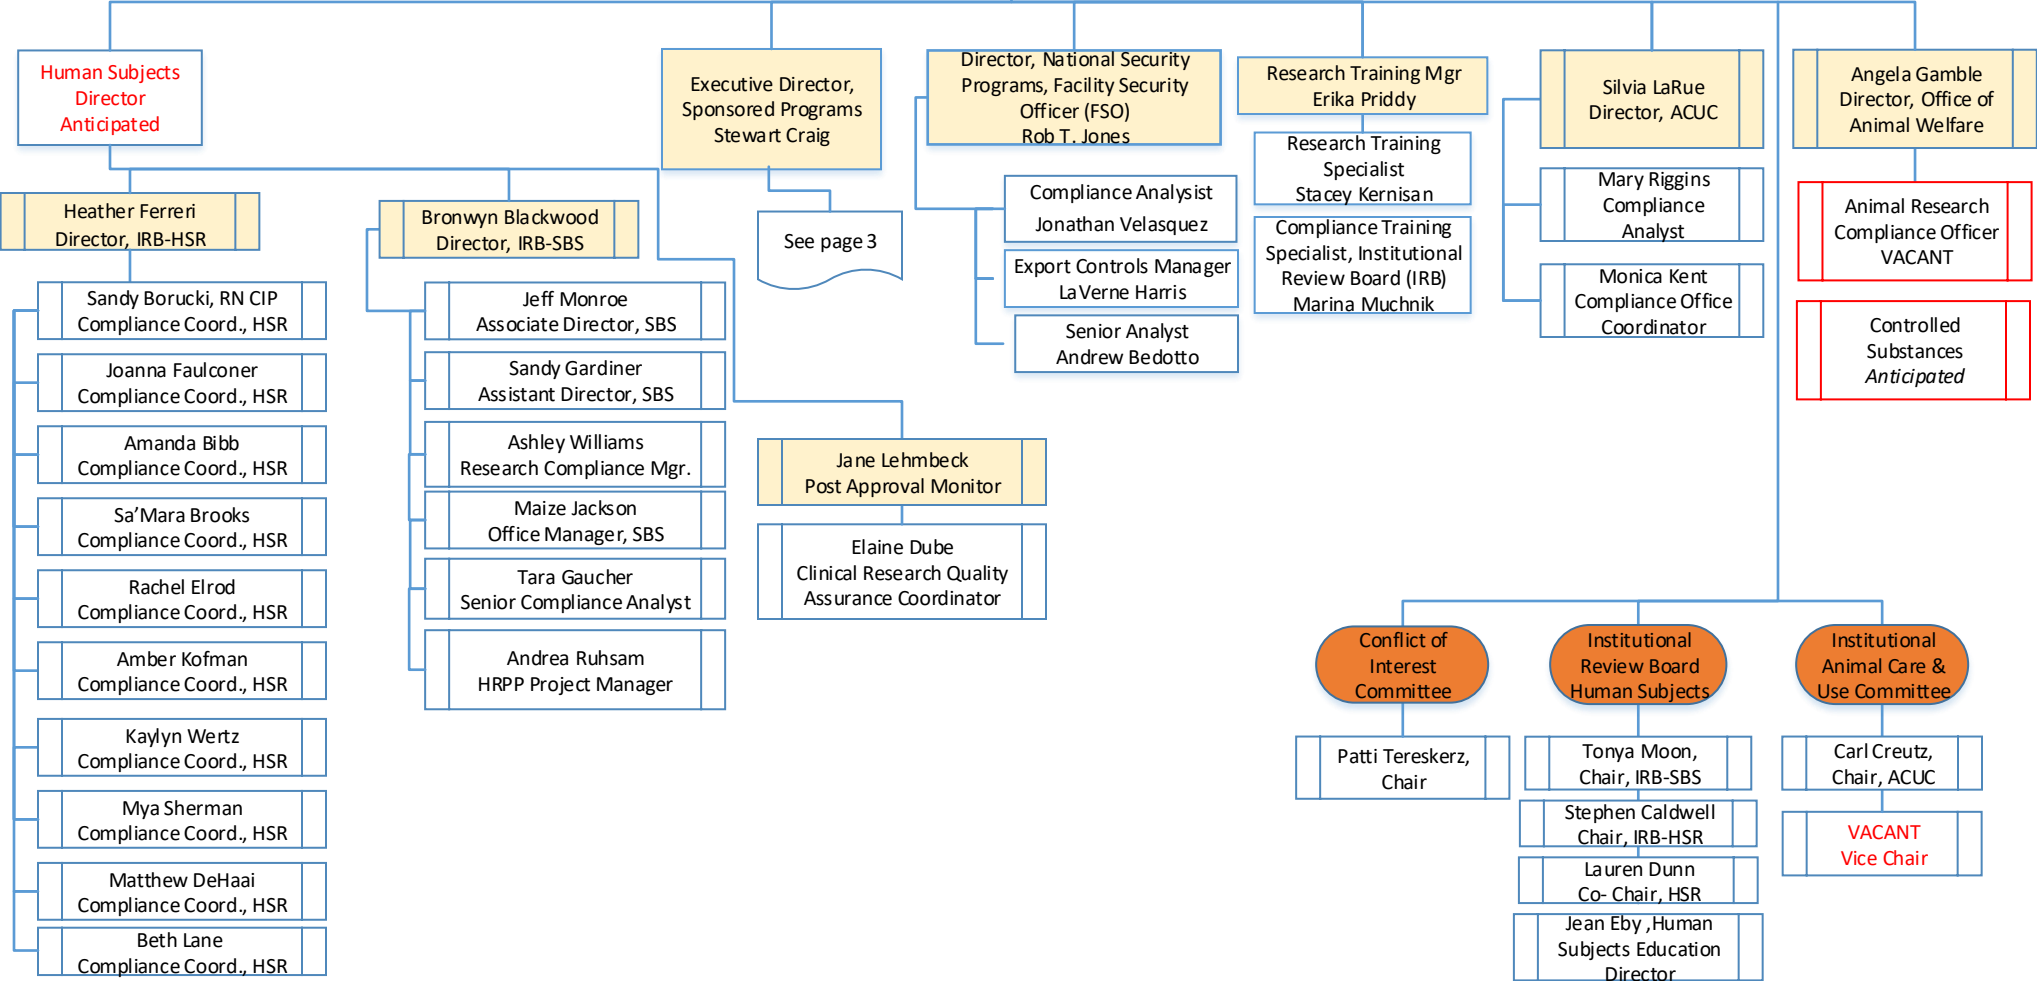 Human Subjects
Director
Anticipated
Heather Ferreri
Director, IRB-HSR
Sandy Borucki, RN CIP
Compliance Coord., HSR
Joanna Faulconer
Compliance Coord., HSR
Amanda Bibb
Compliance Coord., HSR
Sa’Mara Brooks
Compliance Coord., HSR
Rachel Elrod
Compliance Coord., HSR
Amber Kofman
Compliance Coord., HSR
Kaylyn Wertz
Compliance Coord., HSR
Mya Sherman
Compliance Coord., HSR
Matthew DeHaai
Compliance Coord., HSR
Beth Lane
Compliance Coord., HSR
Bronwyn Blackwood
Director, IRB-SBS
Jeff Monroe
Associate Director, SBS
Sandy Gardiner
Assistant Director, SBS
Ashley Williams
Research Compliance Mgr.
Maize Jackson
Office Manager, SBS
Tara Gaucher
Senior Compliance Analyst
Andrea Ruhsam
HRPP Project Manager
Jane Lehmbeck
Post Approval Monitor
Elaine Dube
Clinical Research Quality
Assurance Coordinator
Executive Director,
Sponsored Programs
Stewart Craig
See page 3
Director, National Security
Programs, Facility Security
Officer (FSO)
Rob T. Jones
Compliance Analysist
Jonathan Velasquez
Export Controls Manager
LaVerne Harris
Senior Analyst
Andrew Bedotto
Research Training Mgr
Erika Priddy
Research Training
Specialist
Stacey Kernisan
Compliance Training
Specialist, Institutional
Review Board (IRB)
Marina Muchnik
Silvia LaRue
Director, ACUC
Mary Riggins
Compliance
Analyst
Monica Kent
Compliance Office
Coordinator
Angela Gamble
Director, Office of
Animal Welfare
Animal Research
Compliance Officer
VACANT
Controlled
Substances
Anticipated
Conflict of
Interest
Committee
Patti Tereskerz,
Chair
Institutional
Review Board
Human Subjects
Tonya Moon,
Chair, IRB-SBS
Stephen Caldwell
Chair, IRB-HSR
Lauren Dunn
Co- Chair, HSR
Jean Eby ,Human
Subjects Education
Director
Institutional
Animal Care &
Use Committee
Carl Creutz,
Chair, ACUC
VACANT
Vice Chair